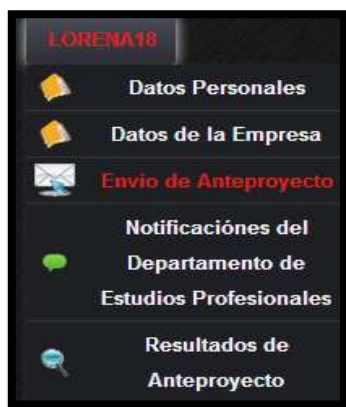 LORENA18
Datos Personales
Datos de la Empresa
Envio de Anteproyecto
Notificaciónes del
Departamento de
Estudios Profesionales
Resultados de
Anteproyecto